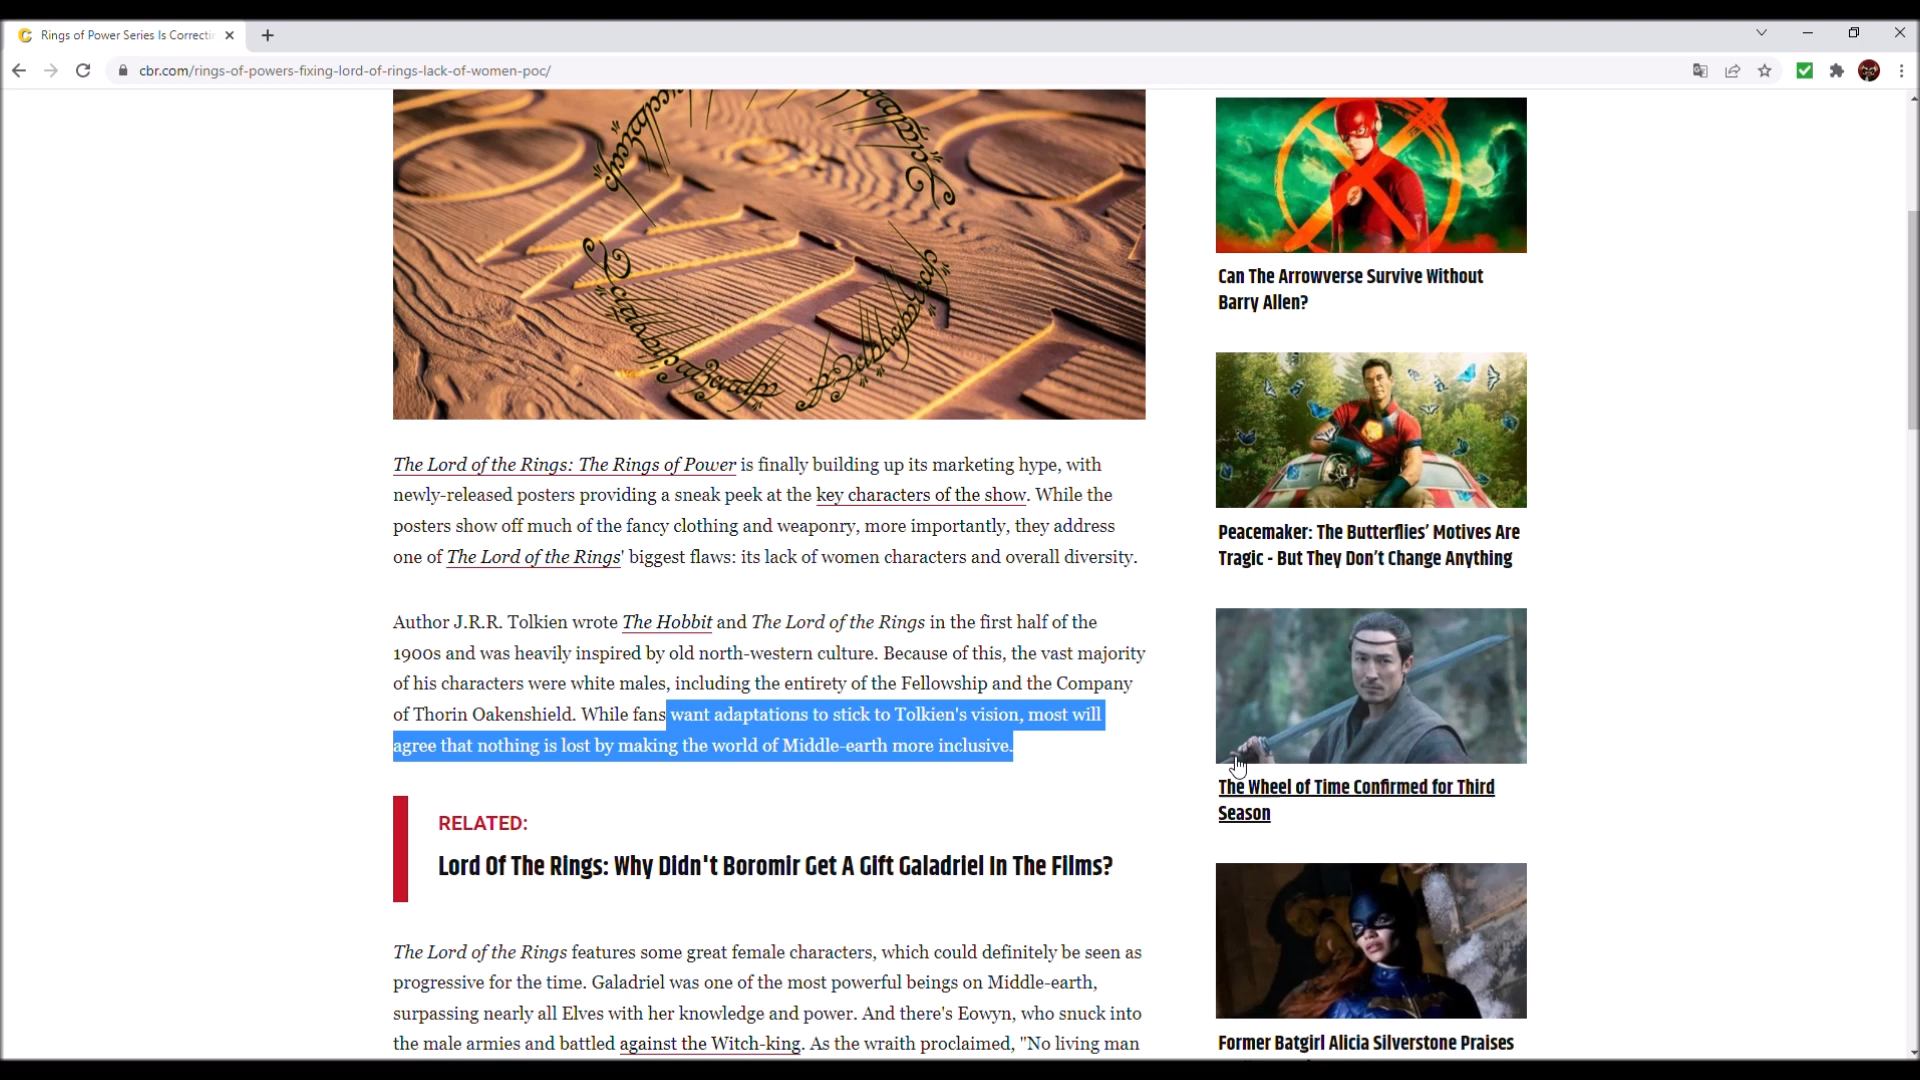 Rings of Power Series Is Correcti
cbr.com/rings-of-powers-fixing-lord-of-rings-lack-of-women-poc/
The Lord of the Rings: The Rings of Power is finally building up its marketing hype, with
newly-released posters providing a sneak peek at the key characters of the show. While the
posters show off much of the fancy clothing and weaponry, more importantly, they address
one of The Lord of the Rings' biggest flaws: its lack of women characters and overall diversity.
Author J.R.R. Tolkien wrote The Hobbit and The Lord of the Rings in the first half of the
1900s and was heavily inspired by old north-western culture. Because of this, the vast majority
of his characters were white males, including the entirety of the Fellowship and the Company
of Thorin Oakenshield. While fans want adaptations to stick to Tolkien's vision, most will
agree that nothing is lost by making the world of Middle-earth more inclusive.
RELATED:
Lord Of The Rings: Why Didn't Boromir Get A Gift Galadriel In The Films?
The Lord of the Rings features some great female characters, which could definitely be seen as
progressive for the time. Galadriel was one of the most powerful beings on Middle-earth,
surpassing nearly all Elves with her knowledge and power. And there's Eowyn, who snuck into
the male armies and battled against the Witch-king. As the wraith proclaimed, "No living man
Can The Arrowverse Survive Without
Barry Allen?
Peacemaker: The Butterflies’ Motives Are
Tragic - But They Don’t Change Anything
The Wheel of Time Confirmed for Third
Season
Former Batgirl Alicia Silverstone Praises